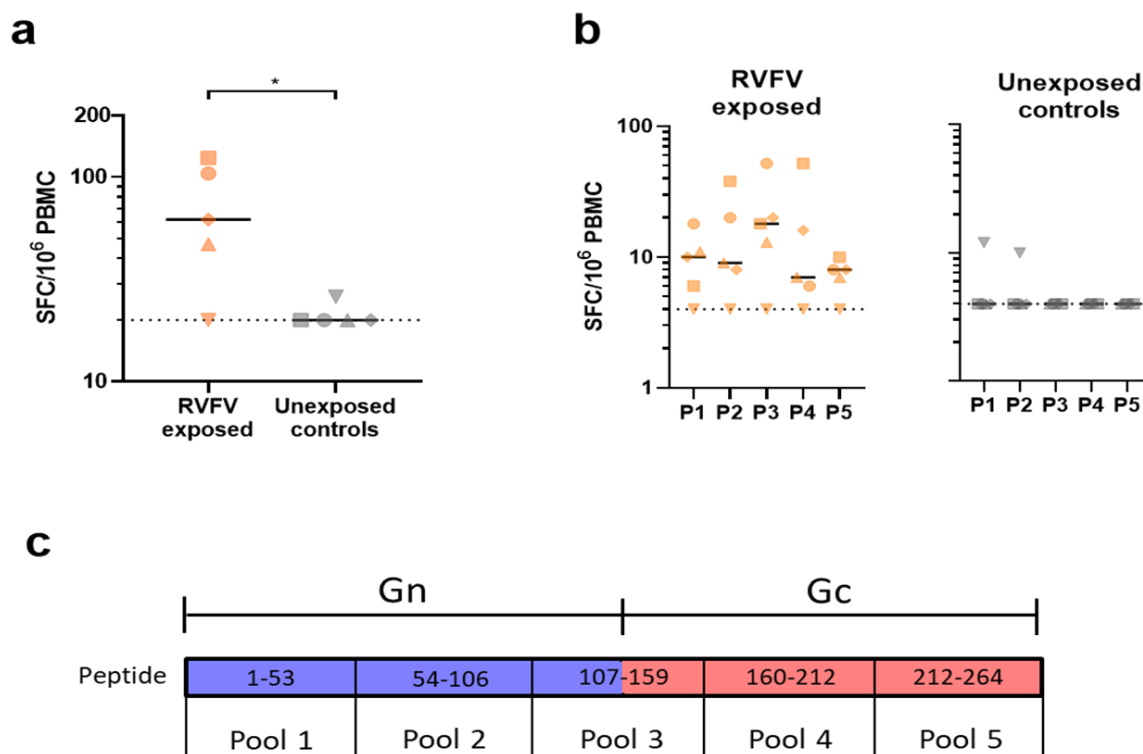 a
*
200
100
10
SFC/10⁶ PBMC
RVFV
exposed
Unexposed
controls
b
RVFV
exposed
Unexposed
controls
100
10
1
SFC/10⁶ PBMC
P1 P2 P3 P4 P5
P1 P2 P3 P4 P5
c
Gn Gc
Peptide 1-53 54-106 107-159 160-212 212-264
Pool 1 Pool 2 Pool 3 Pool 4 Pool 5